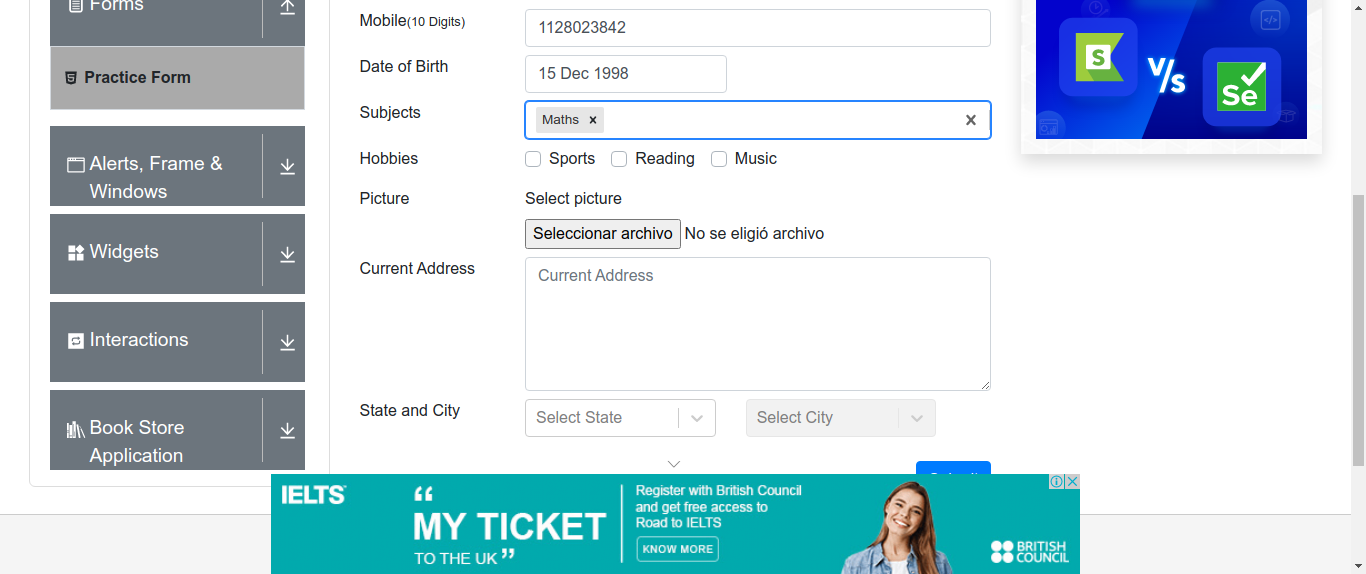 Forms
Practice Form
Alerts, Frame &
Windows
Widgets
Interactions
Book Store
Application
Mobile(10 Digits)
1128023842
Date of Birth
15 Dec 1998
Subjects
Maths
Hobbies
Sports
Reading
Music
Picture
Select picture
Seleccionar archivo No se eligió archivo
Current Address
Current Address
State and City
Select State
Select City
S
V/s
Se
IELTS
“
MY TICKET
TO THE UK ”
Register with British Council
and get free access to
Road to IELTS
KNOW MORE
BRITISH
COUNCIL